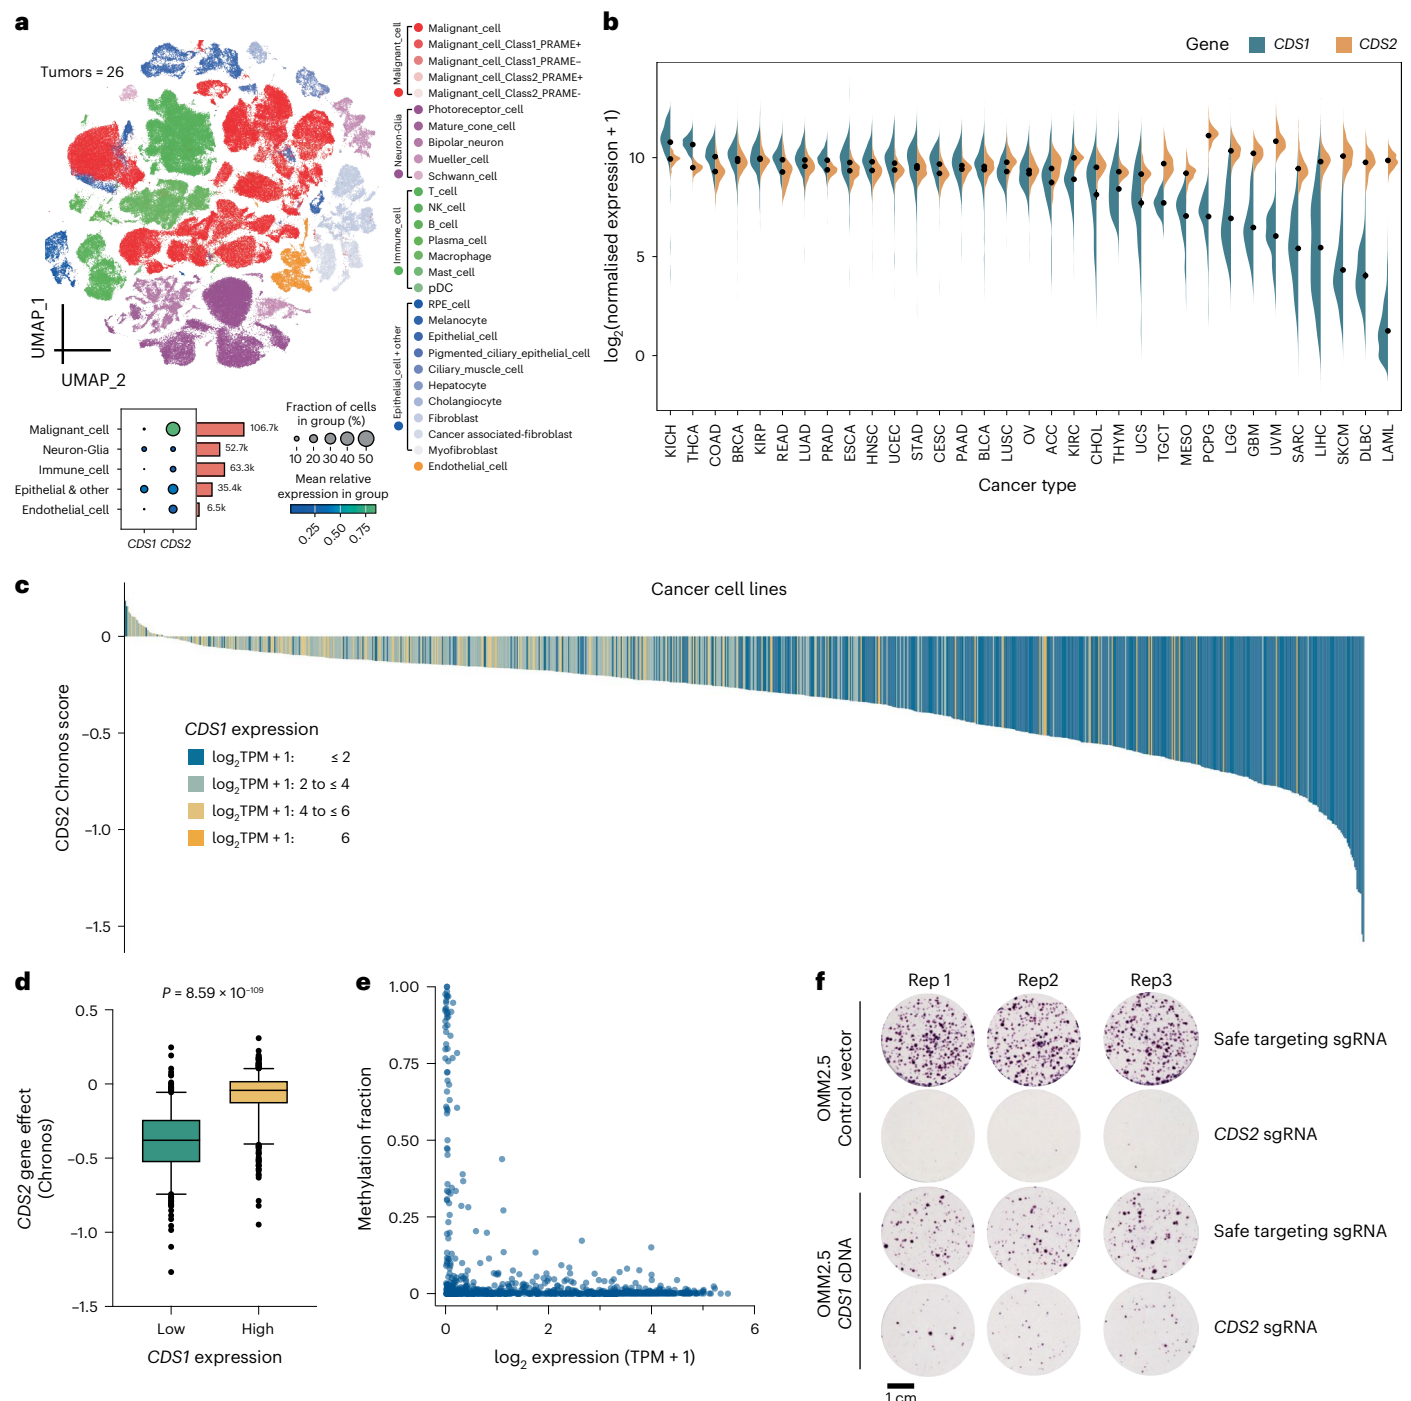 a
Tumors = 26
UMAP_1
UMAP_2
Malignant_cell
Malignant_cell
Malignant_cell_Class1_PRAME+
Malignant_cell_Class1_PRAME−
Malignant_cell_Class2_PRAME+
Malignant_cell_Class2_PRAME-
Neuron-Glia
Photoreceptor_cell
Mature_cone_cell
Bipolar_neuron
Mueller_cell
Schwann_cell
Immune_cell
T_cell
NK_cell
B_cell
Plasma_cell
Macrophage
Mast_cell
pDC
Epithelial_cell + other
RPE_cell
Melanocyte
Epithelial_cell
Pigmented_ciliary_epithelial_cell
Ciliary_muscle_cell
Hepatocyte
Cholangiocyte
Fibroblast
Cancer associated-fibroblast
Myofibroblast
Endothelial_cell
Malignant_cell 106.7k
Neuron-Glia 52.7k
Immune_cell 63.3k
Epithelial & other 35.4k
Endothelial_cell 6.5k
CDS1 CDS2
Fraction of cells
in group (%)
10 20 30 40 50
Mean relative
expression in group
0.25 0.50 0.75
b
Gene CDS1 CDS2
log2(normalised expression + 1)
10
5
0
KICH THCA COAD BRCA KIRP READ LUAD PRAD ESCA HNSC UCEC STAD CESC PAAD BLCA LUSC OV ACC KIRC CHOL THYM UCS TGCT MESO PCPG LGG GBM UVM SARC LIHC SKCM DLBC LAML
Cancer type
c
Cancer cell lines
CDS2 Chronos score
0
−0.5
−1.0
−1.5
CDS1 expression
log2TPM + 1: ≤ 2
log2TPM + 1: 2 to ≤ 4
log2TPM + 1: 4 to ≤ 6
log2TPM + 1: 6
d
P = 8.59 × 10−109
CDS2 gene effect
(Chronos)
0.5
0
−0.5
−1.0
−1.5
Low High
CDS1 expression
e
Methylation fraction
1.00
0.75
0.50
0.25
0
0 2 4 6
log2 expression (TPM + 1)
f
Rep 1 Rep2 Rep3
OMM2.5
Control vector
Safe targeting sgRNA
CDS2 sgRNA
OMM2.5
CDS1 cDNA
Safe targeting sgRNA
CDS2 sgRNA
1 cm